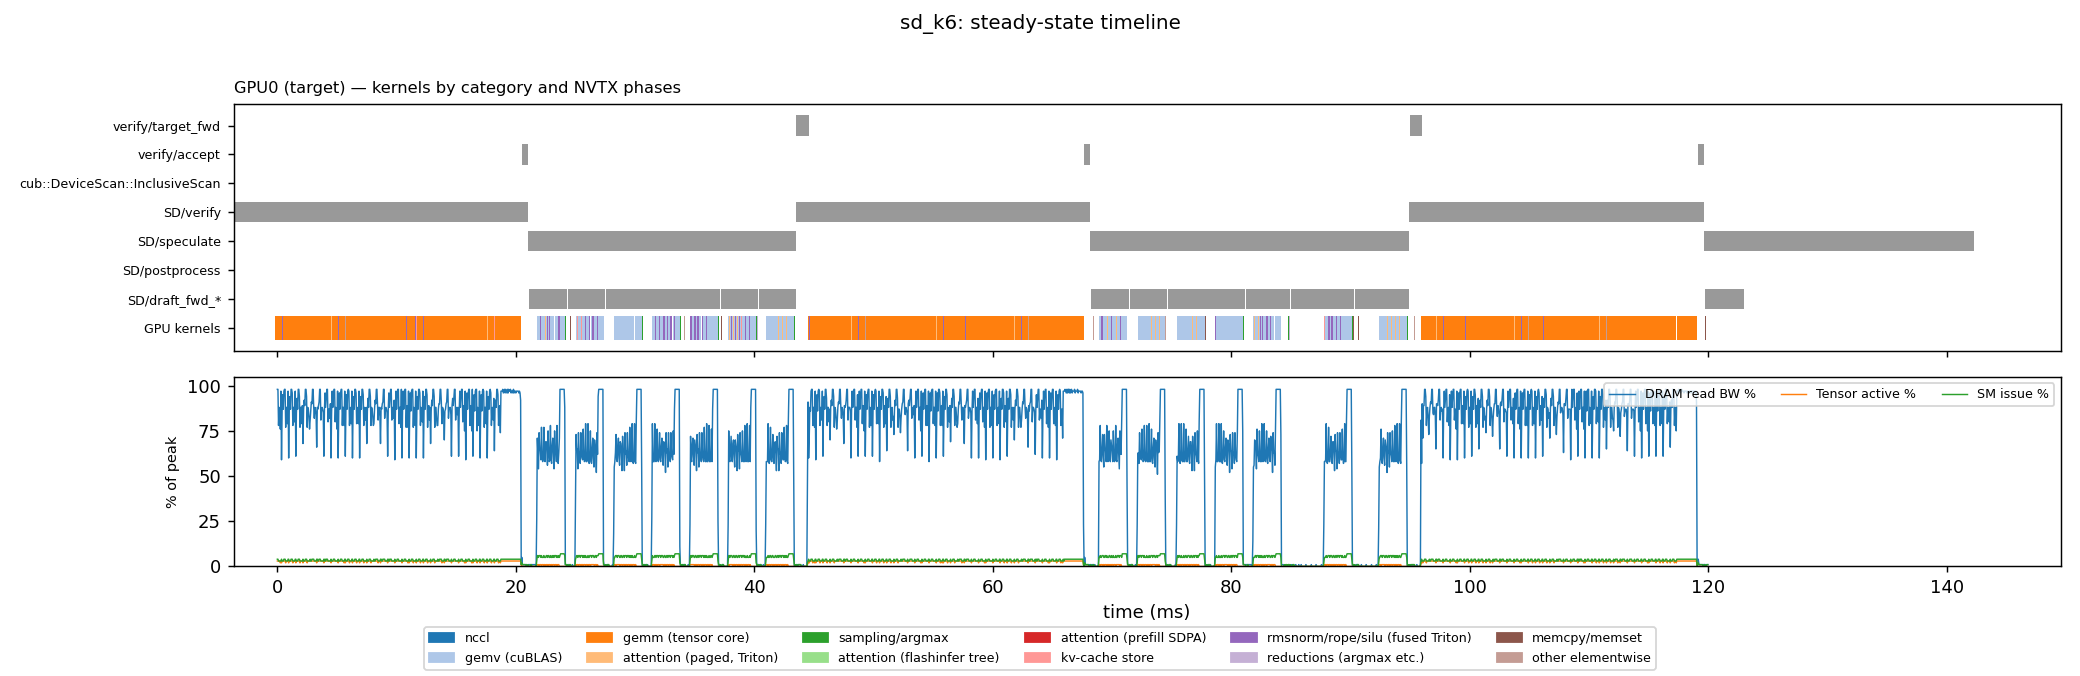 sd_k6: steady-state timeline
GPU0 (target) — kernels by category and NVTX phases
verify/target_fwd
verify/accept
cub::DeviceScan::InclusiveScan
SD/verify
SD/speculate
SD/postprocess
SD/draft_fwd_*
GPU kernels
100
75
50
25
0
% of peak
DRAM read BW %
Tensor active %
SM issue %
0 20 40 60 80 100 120 140
time (ms)
nccl gemm (tensor core) sampling/argmax attention (prefill SDPA) rmsnorm/rope/silu (fused Triton) memcpy/memset
gemv (cuBLAS) attention (paged, Triton) attention (flashinfer tree) kv-cache store reductions (argmax etc.) other elementwise